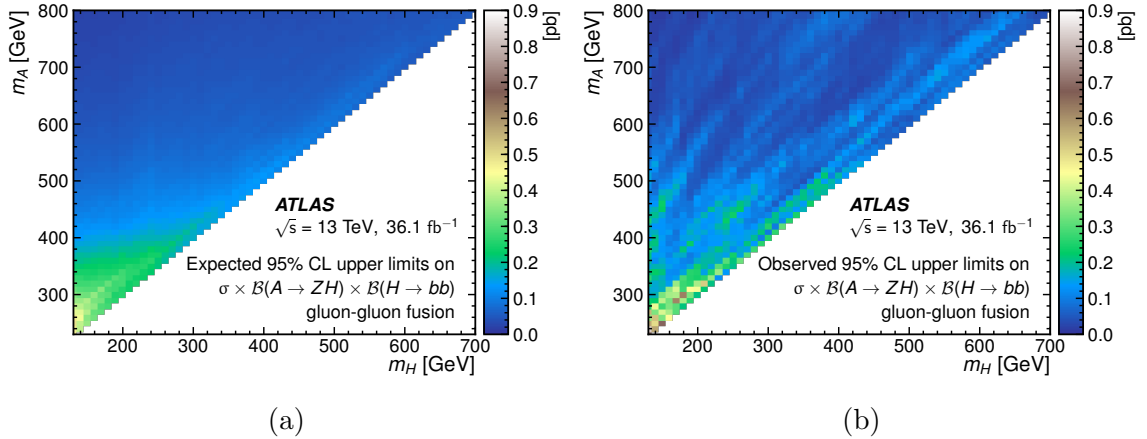 m_A [GeV]
800
700
600
500
400
300
200 300 400 500 600 700
m_H [GeV]
ATLAS
√s = 13 TeV, 36.1 fb⁻¹
Expected 95% CL upper limits on
σ × B(A → ZH) × B(H → bb)
gluon-gluon fusion
[pb]
0.9
0.8
0.7
0.6
0.5
0.4
0.3
0.2
0.1
0.0
(a)
m_A [GeV]
800
700
600
500
400
300
200 300 400 500 600 700
m_H [GeV]
ATLAS
√s = 13 TeV, 36.1 fb⁻¹
Observed 95% CL upper limits on
σ × B(A → ZH) × B(H → bb)
gluon-gluon fusion
[pb]
0.9
0.8
0.7
0.6
0.5
0.4
0.3
0.2
0.1
0.0
(b)